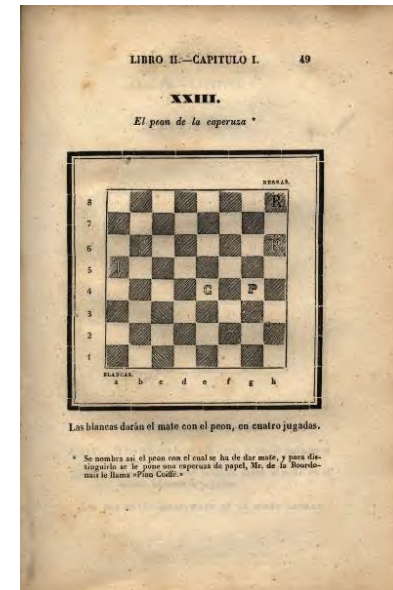 LIBRO II.—CAPITULO I. 49
XXIII.
El peon de la caperuza *
NEGRAS.
8 R
7
6
5
4 C P
3
2
1
BLANCAS.
a b c d e f g h
Las blancas darán el mate con el peon, en cuatro jugadas.
* Se nombra asi el peon con el cual se ha de dar mate, y para dis-
tinguirlo se le pone una caperuza de papel, Mr. de la Bourdo-
nais le llama »Pion Coiffé.»